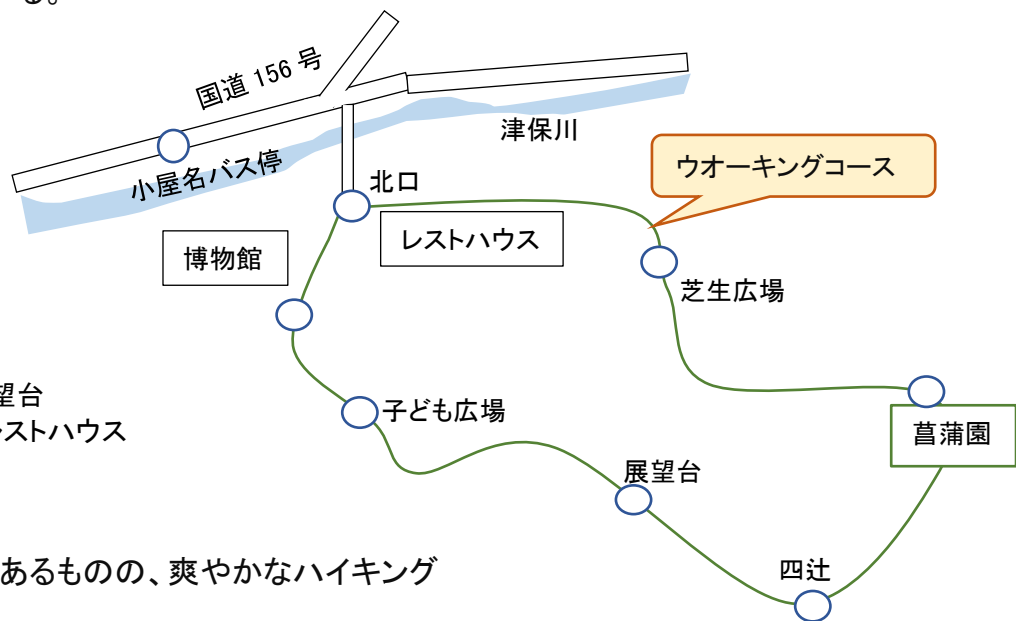 る。
国道 156 号
津保川
小屋名バス停
ウオーキングコース
北口
レストハウス
博物館
芝生広場
望台
ストハウス
子ども広場
菖蒲園
展望台
あるものの、爽やかなハイキング
四辻